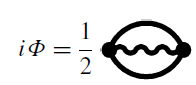 iΦ = 1/2